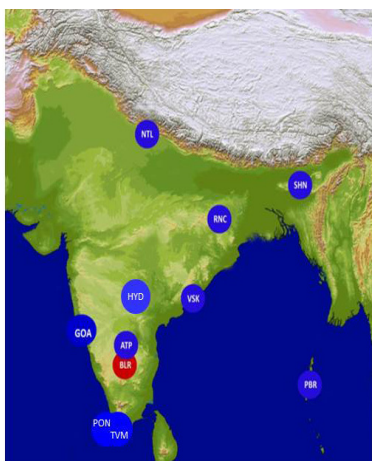 NTL
SHN
RNC
HYD
VSK
GOA
ATP
BLR
PBR
PON
TVM